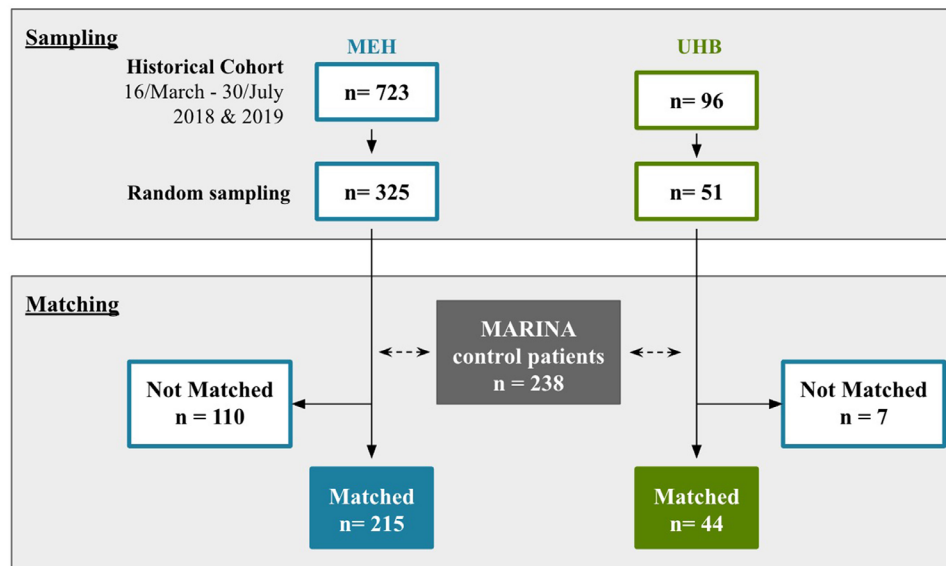 Sampling
MEH
UHB
Historical Cohort
16/March - 30/July
2018 & 2019
n= 723
n= 96
Random sampling
n= 325
n= 51
Matching
MARINA
control patients
n = 238
Not Matched
n = 110
Not Matched
n = 7
Matched
n= 215
Matched
n= 44